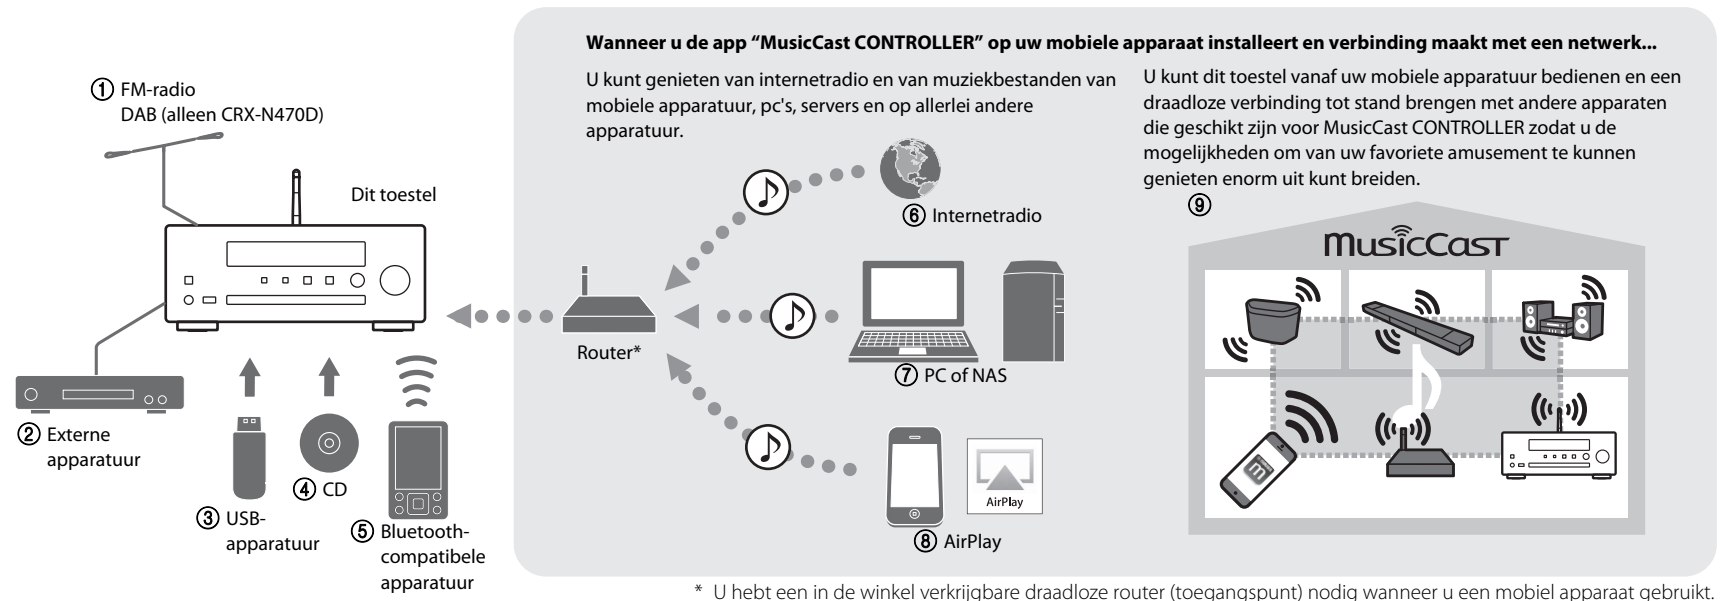 Wanneer u de app “MusicCast CONTROLLER” op uw mobiele apparaat installeert en verbinding maakt met een netwerk...
U kunt genieten van internetradio en van muziekbestanden van
mobiele apparatuur, pc's, servers en op allerlei andere
apparatuur.
U kunt dit toestel vanaf uw mobiele apparatuur bedienen en een
draadloze verbinding tot stand brengen met andere apparaten
die geschikt zijn voor MusicCast CONTROLLER zodat u de
mogelijkheden om van uw favoriete amusement te kunnen
genieten enorm uit kunt breiden.
① FM-radio
DAB (alleen CRX-N470D)
Dit toestel
② Externe
apparatuur
③ USB-
apparatuur
④ CD
⑤ Bluetooth-
compatibele
apparatuur
Router*
⑥ Internetradio
⑦ PC of NAS
AirPlay
⑧ AirPlay
⑨
MusicCast
m
* U hebt een in de winkel verkrijgbare draadloze router (toegangspunt) nodig wanneer u een mobiel apparaat gebruikt.